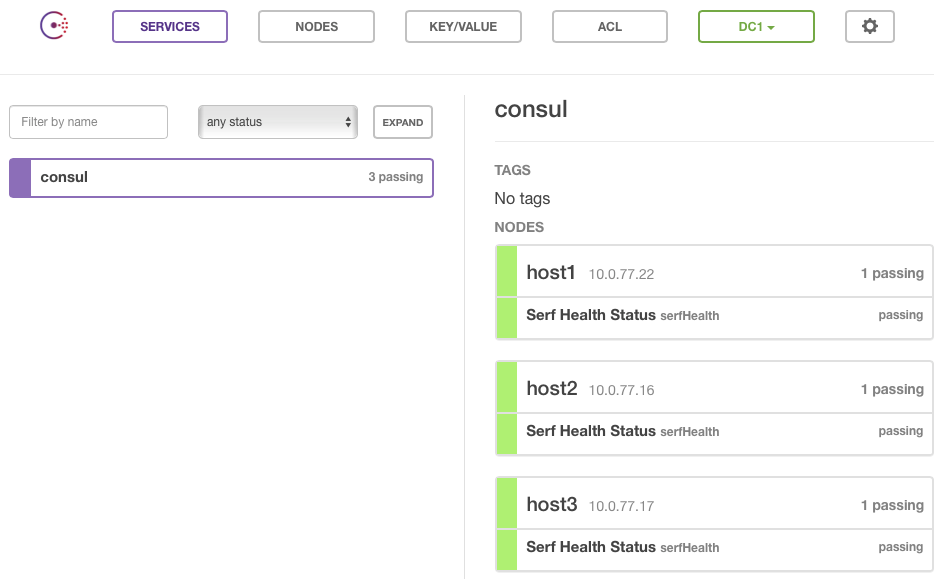 SERVICES NODES KEY/VALUE ACL DC1
Filter by name any status EXPAND
consul 3 passing
consul
TAGS
No tags
NODES
host1 10.0.77.22 1 passing
Serf Health Status serfHealth passing
host2 10.0.77.16 1 passing
Serf Health Status serfHealth passing
host3 10.0.77.17 1 passing
Serf Health Status serfHealth passing